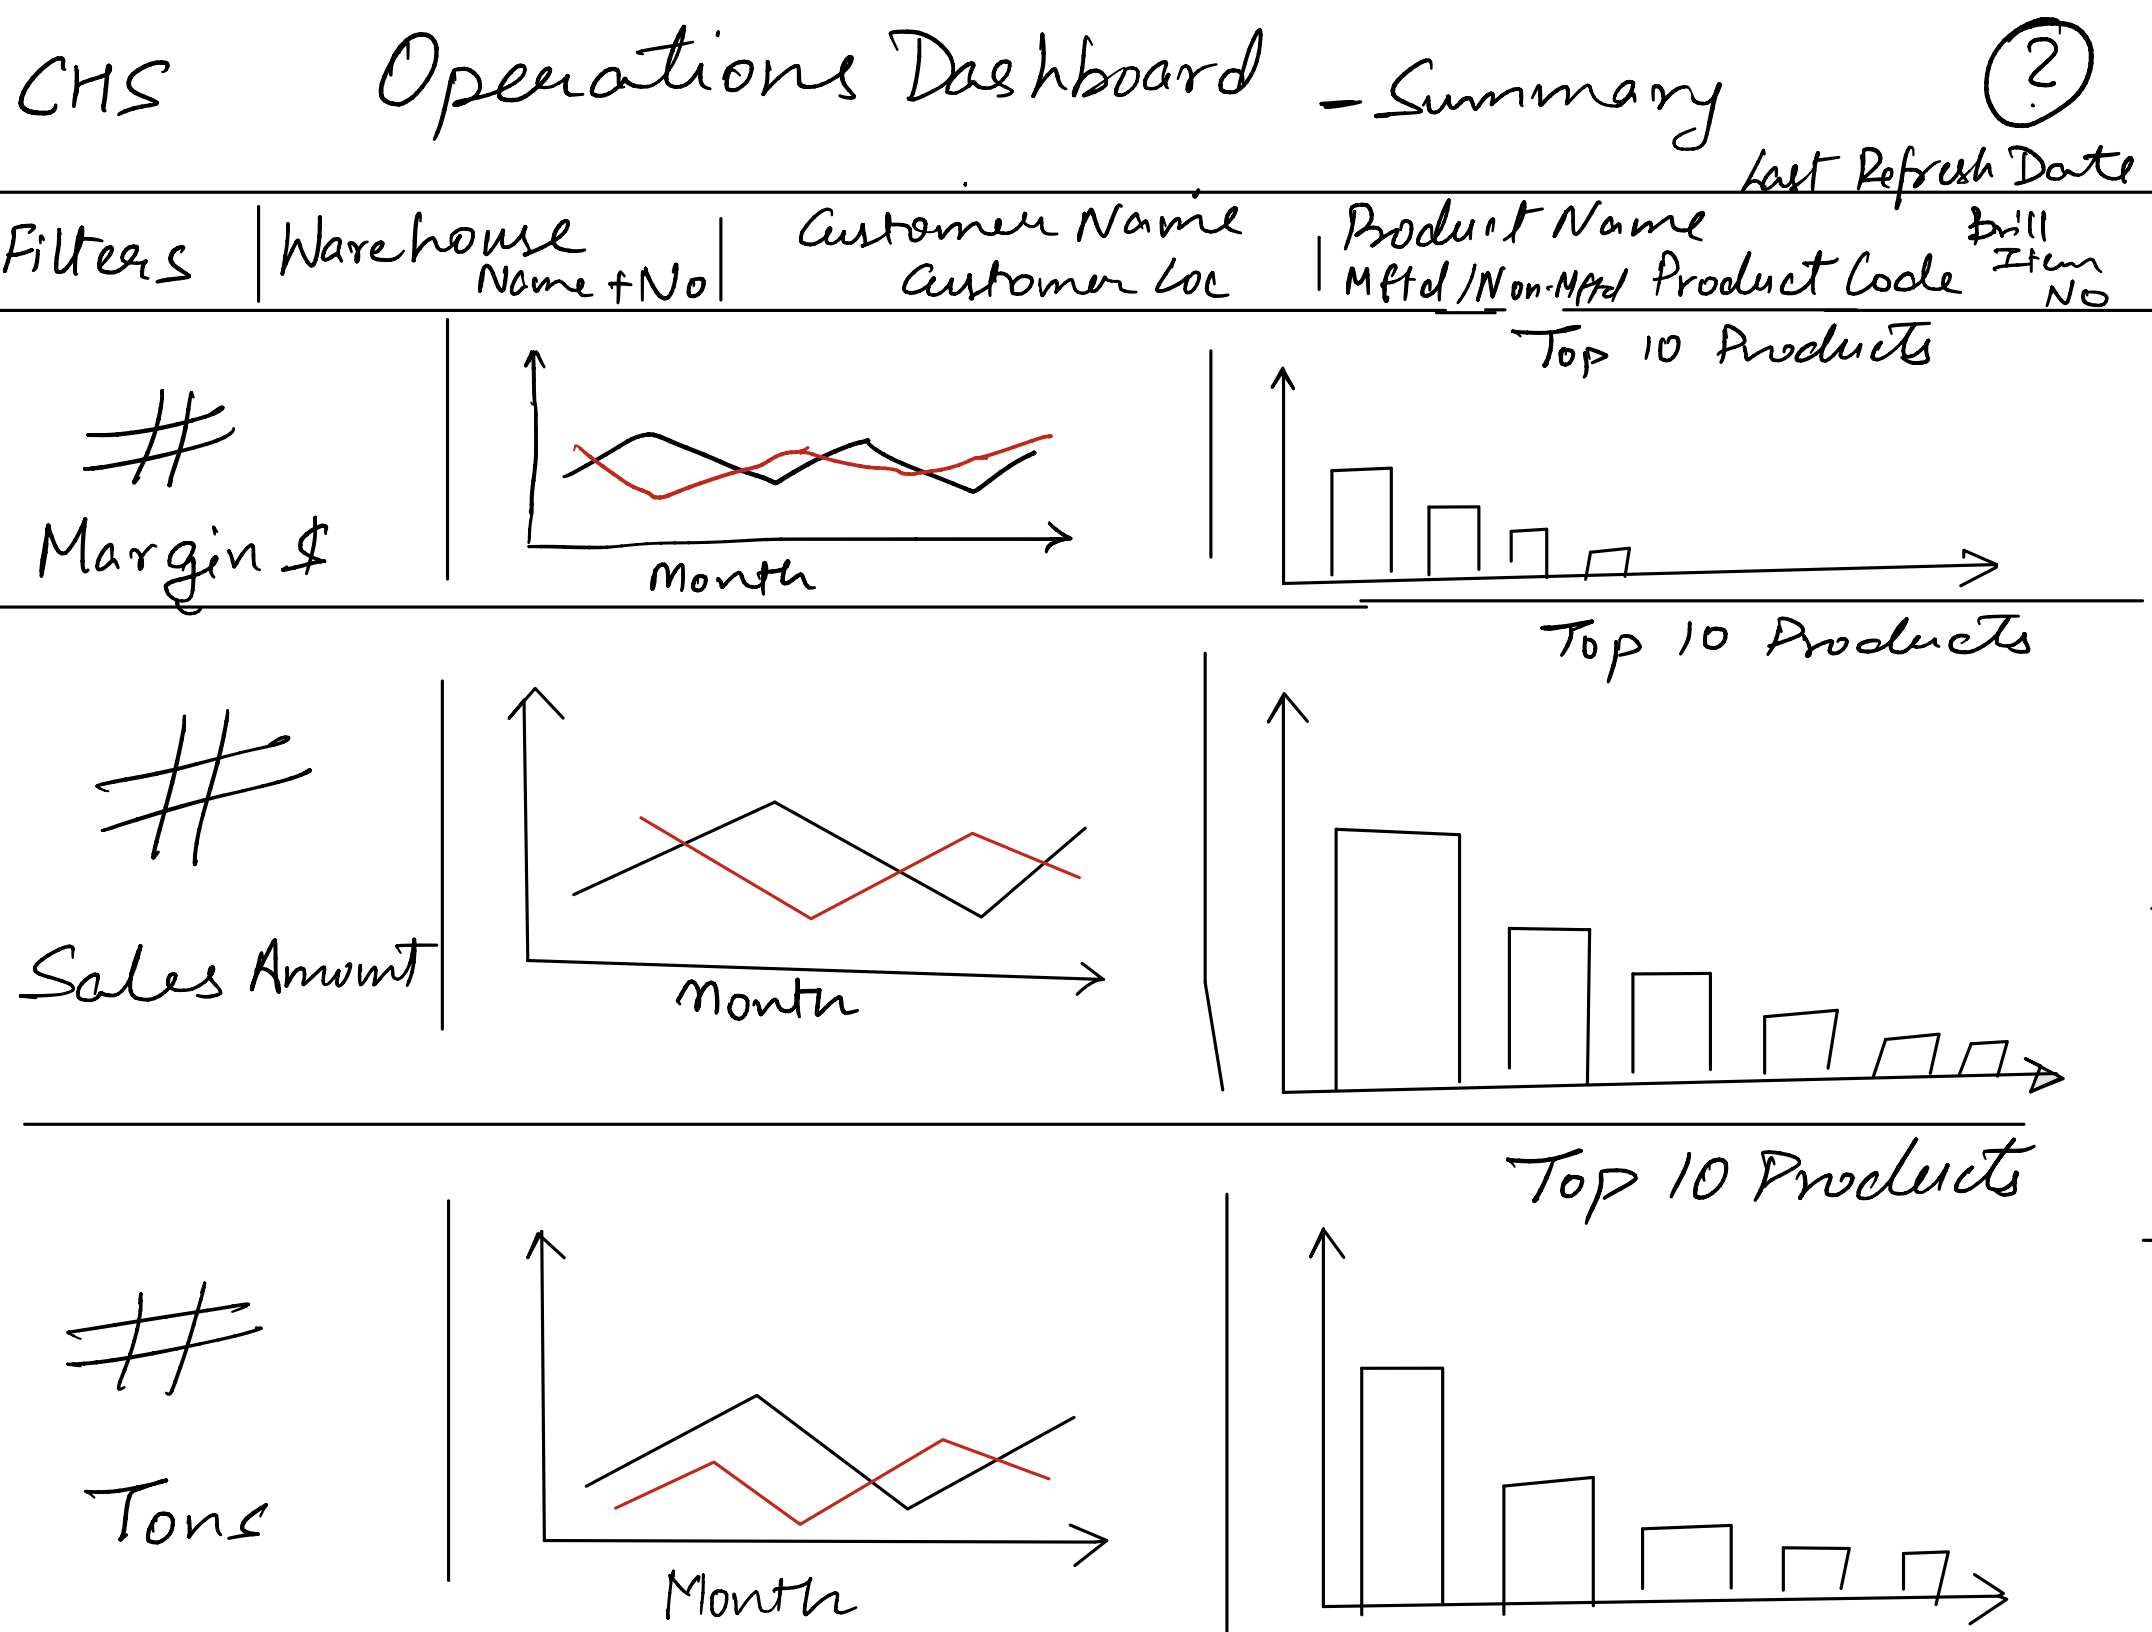 CHS Operations Dashboard - Summary ?
Last Refresh Date
Filters | Warehouse | Customer Name | Product Name Drill
Name + No Customer Loc Mftd/Non-Mftd Product Code Item
No
Top 10 Products
#
Margin $
Month
Top 10 Products
#
Sales Amount
Month
Top 10 Products
#
Tons
Month